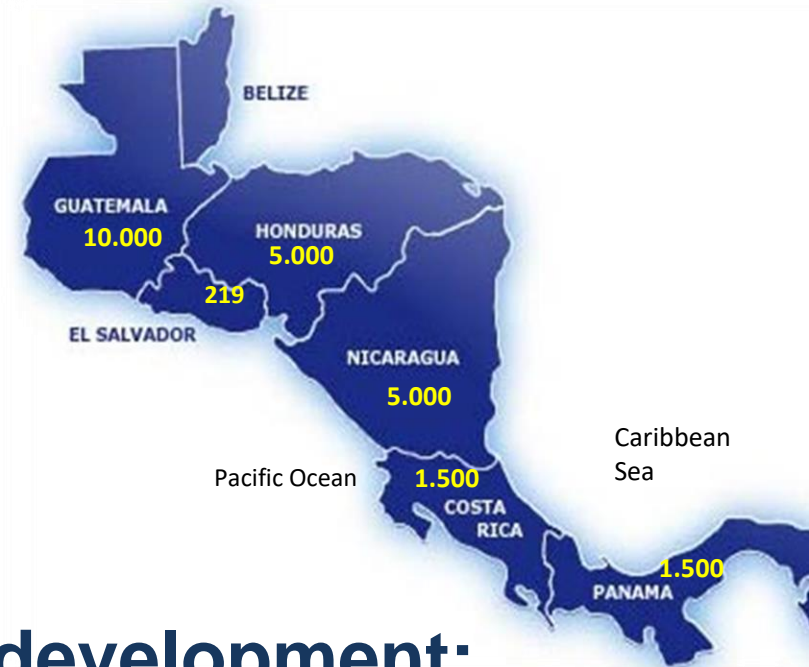 BELIZE
GUATEMALA
10.000
HONDURAS
5.000
219
EL SALVADOR
NICARAGUA
5.000
Caribbean
Sea
Pacific Ocean
1.500
COSTA
RICA
1.500
PANAMA
development: